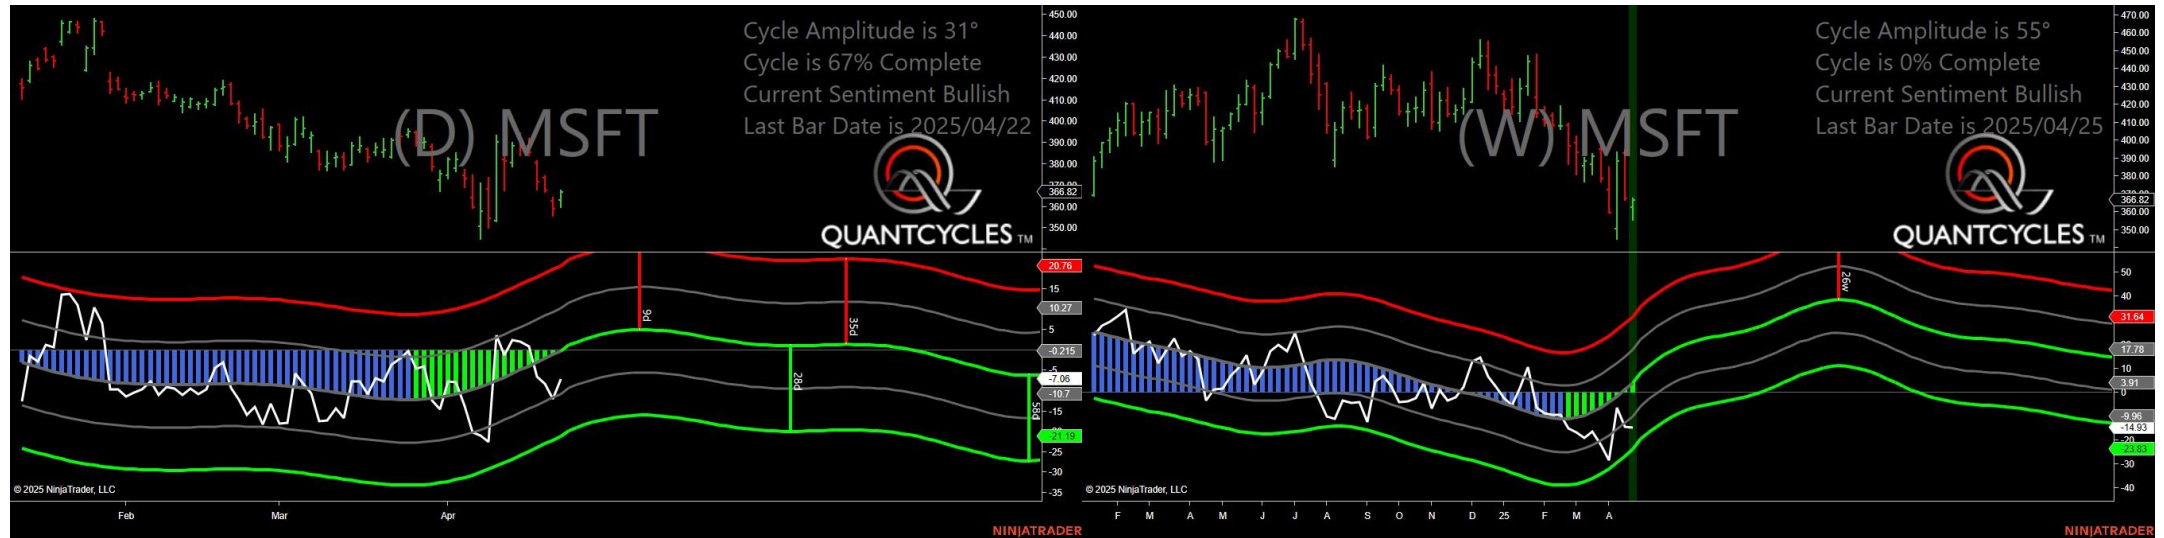 Cycle Amplitude is 31°
Cycle is 67% Complete
Current Sentiment Bullish
Last Bar Date is 2025/04/22
(D) MSFT
QUANTCYCLES TM
450.00
440.00
430.00
420.00
410.00
400.00
390.00
380.00
370.00
366.82
360.00
350.00
20.76
15
10.27
5
-0.215
-5
-7.06
-10.7
-15
-20
-21.19
-25
-30
-35
9d
28d
35d
58d
© 2025 NinjaTrader, LLC
Feb
Mar
Apr
NINJATRADER
Cycle Amplitude is 55°
Cycle is 0% Complete
Current Sentiment Bullish
Last Bar Date is 2025/04/25
(W) MSFT
QUANTCYCLES TM
470.00
460.00
450.00
440.00
430.00
420.00
410.00
400.00
390.00
380.00
366.82
360.00
350.00
50
40
31.64
17.78
10
3.91
0
-9.96
-14.93
-20
-23.83
-30
-40
26w
© 2025 NinjaTrader, LLC
F
M
A
M
J
J
A
S
O
N
D
25
F
M
A
NINJATRADER